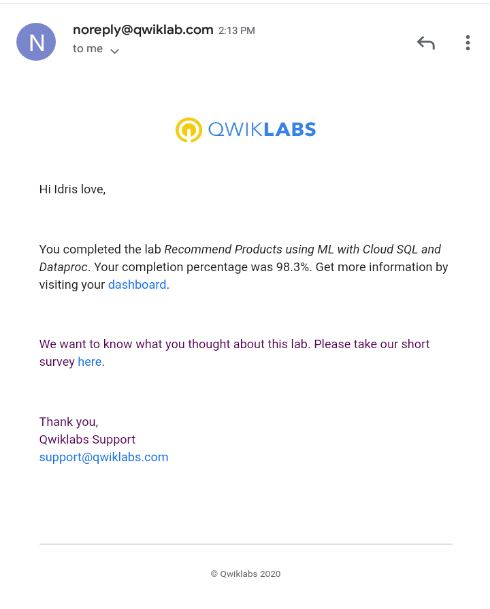 N
noreply@qwiklab.com 2:13 PM
to me
QWIKLABS
Hi Idris love,
You completed the lab Recommend Products using ML with Cloud SQL and
Dataproc. Your completion percentage was 98.3%. Get more information by
visiting your dashboard.
We want to know what you thought about this lab. Please take our short
survey here.
Thank you,
Qwiklabs Support
support@qwiklabs.com
© Qwiklabs 2020